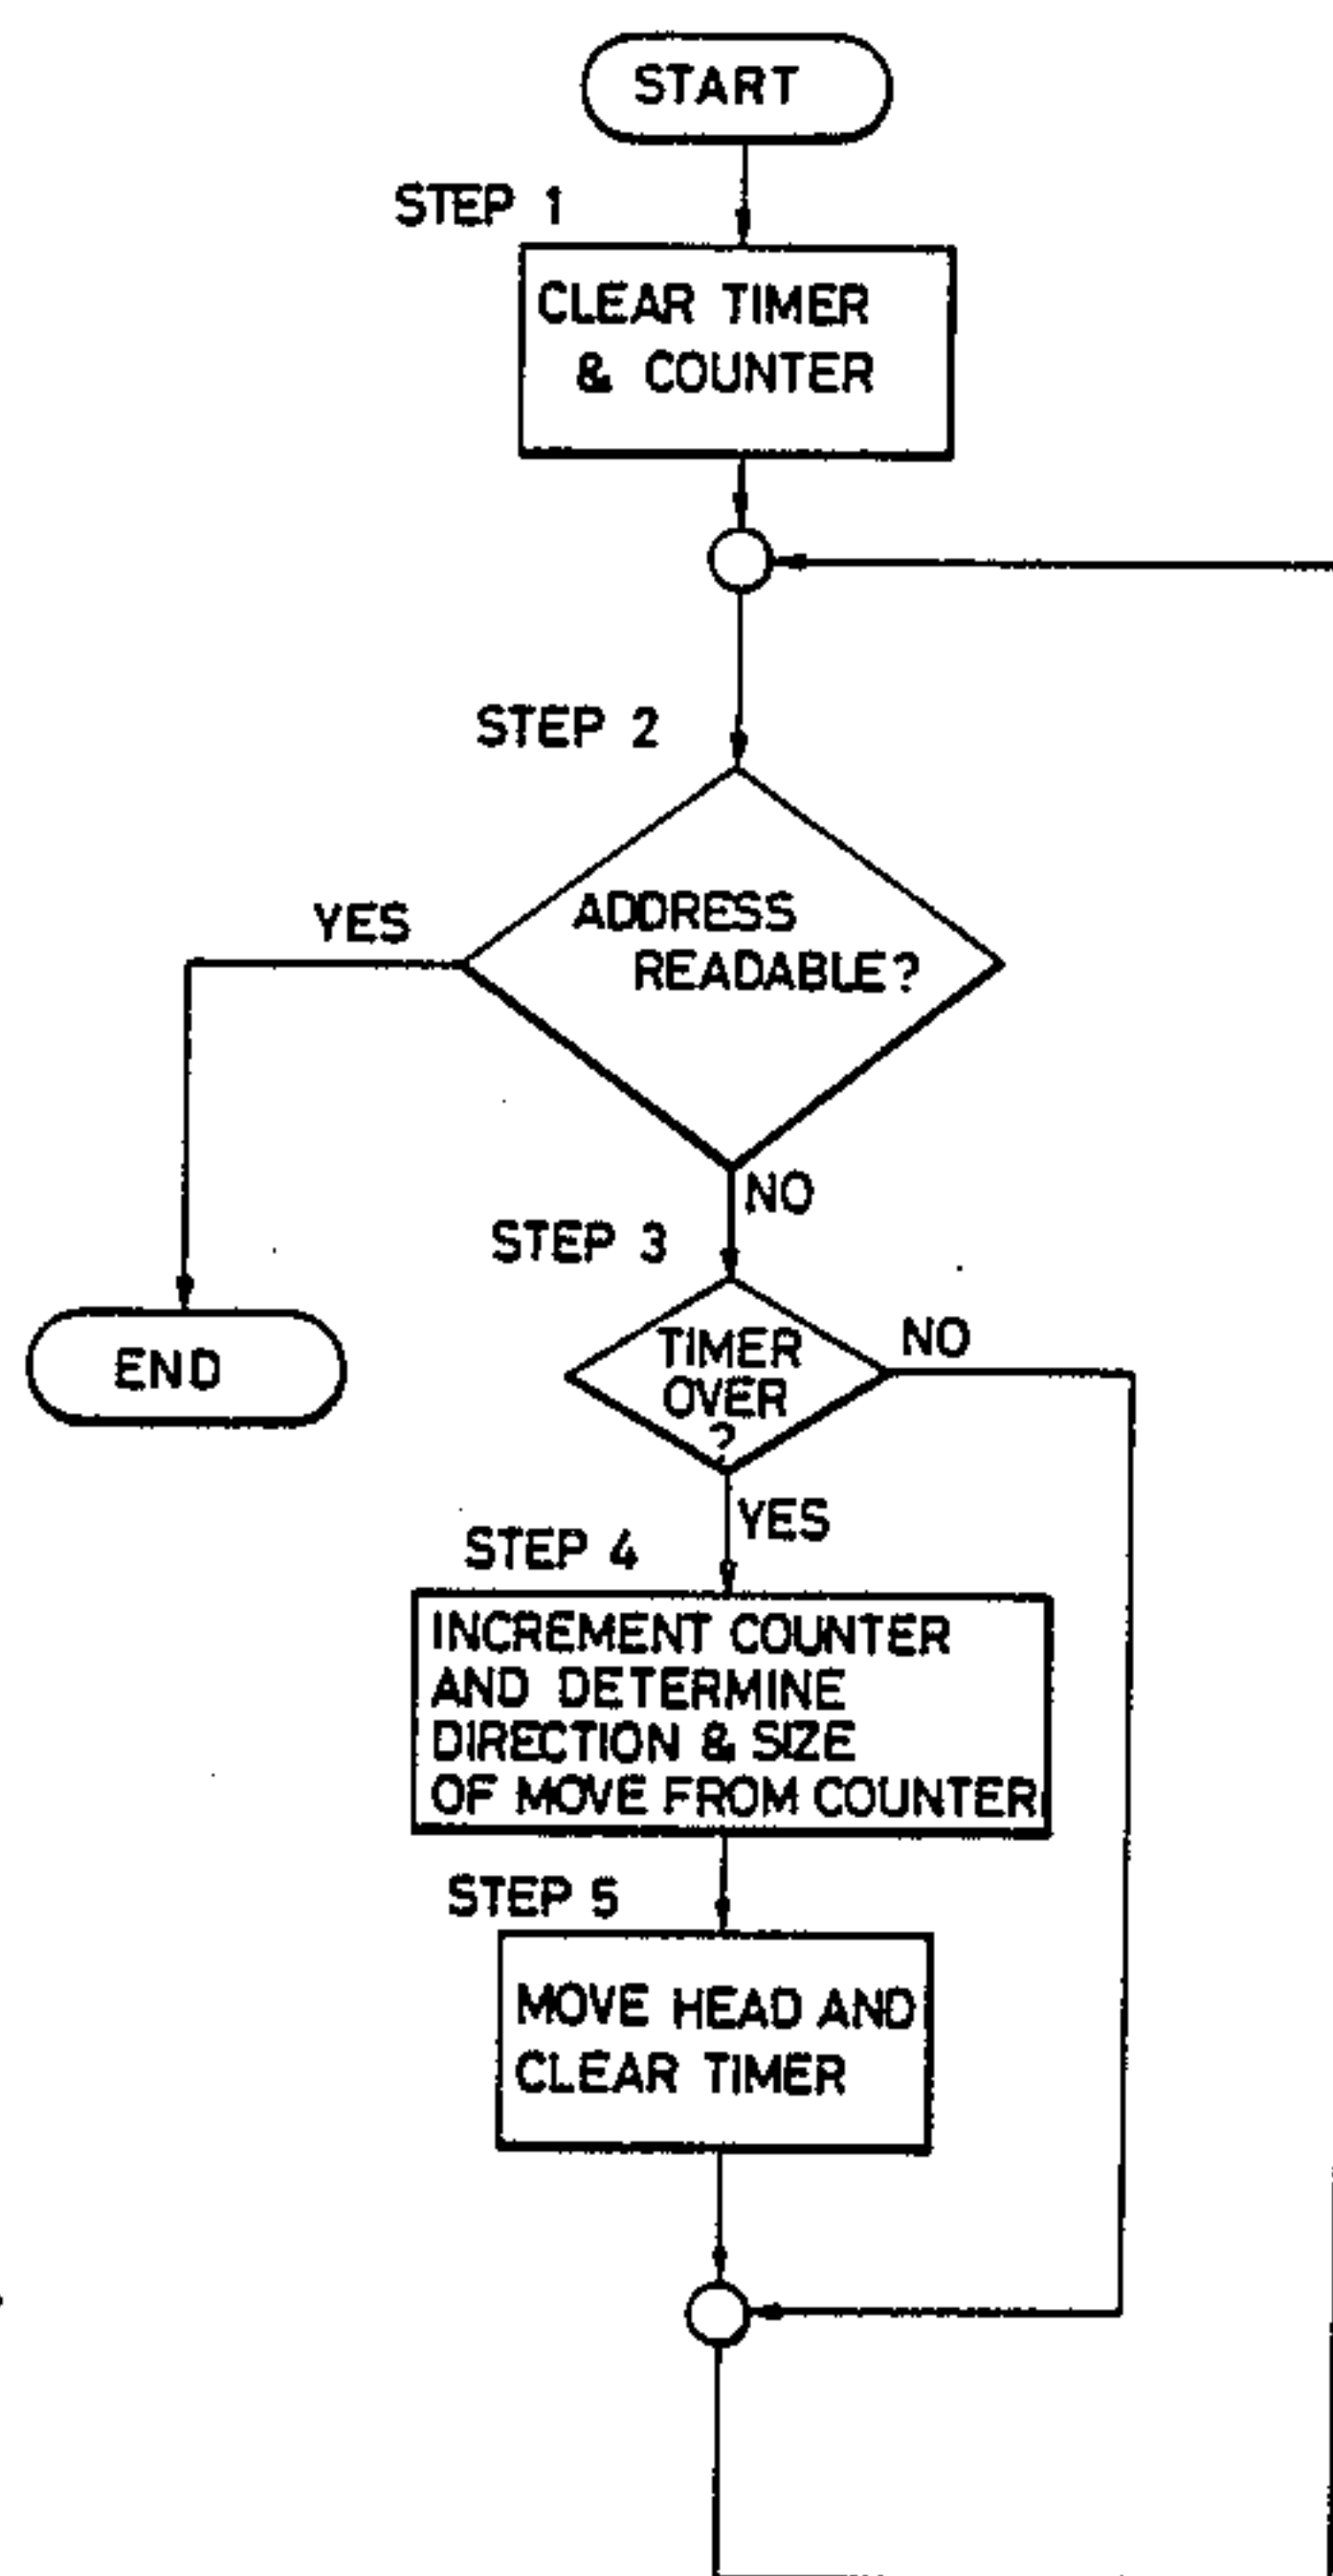 START
STEP 1
CLEAR TIMER
& COUNTER
STEP 2
ADDRESS
READABLE?
YES
NO
STEP 3
END
TIMER
OVER
?
NO
YES
STEP 4
INCREMENT COUNTER
AND DETERMINE
DIRECTION & SIZE
OF MOVE FROM COUNTER
STEP 5
MOVE HEAD AND
CLEAR TIMER